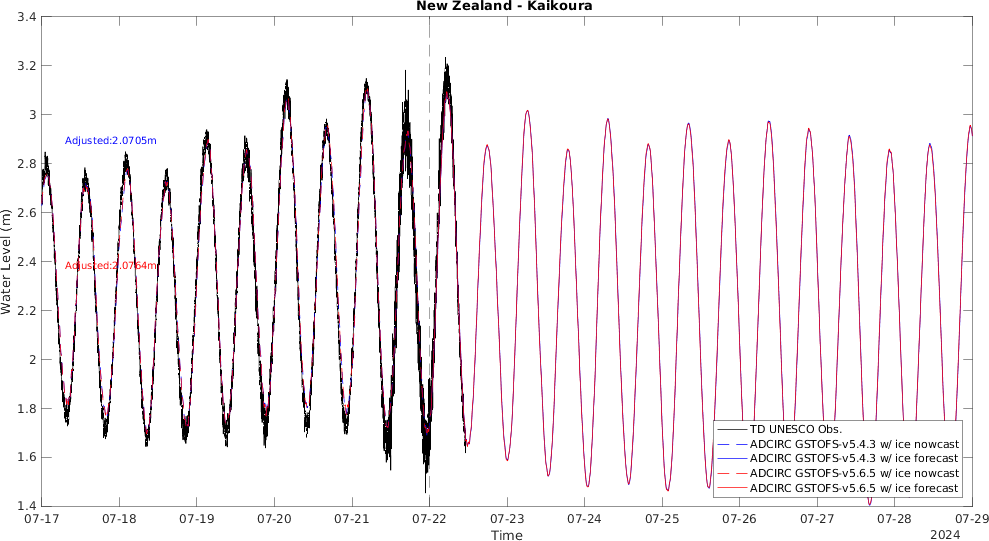 New Zealand - Kaikoura
3.4
3.2
3
2.8
2.6
2.4
2.2
2
1.8
1.6
1.4
Water Level (m)
Adjusted:2.0705m
Adjusted:2.0764m
TD UNESCO Obs.
ADCIRC GSTOFS-v5.4.3 w/ ice nowcast
ADCIRC GSTOFS-v5.4.3 w/ ice forecast
ADCIRC GSTOFS-v5.6.5 w/ ice nowcast
ADCIRC GSTOFS-v5.6.5 w/ ice forecast
07-17 07-18 07-19 07-20 07-21 07-22 07-23 07-24 07-25 07-26 07-27 07-28 07-29
Time
2024